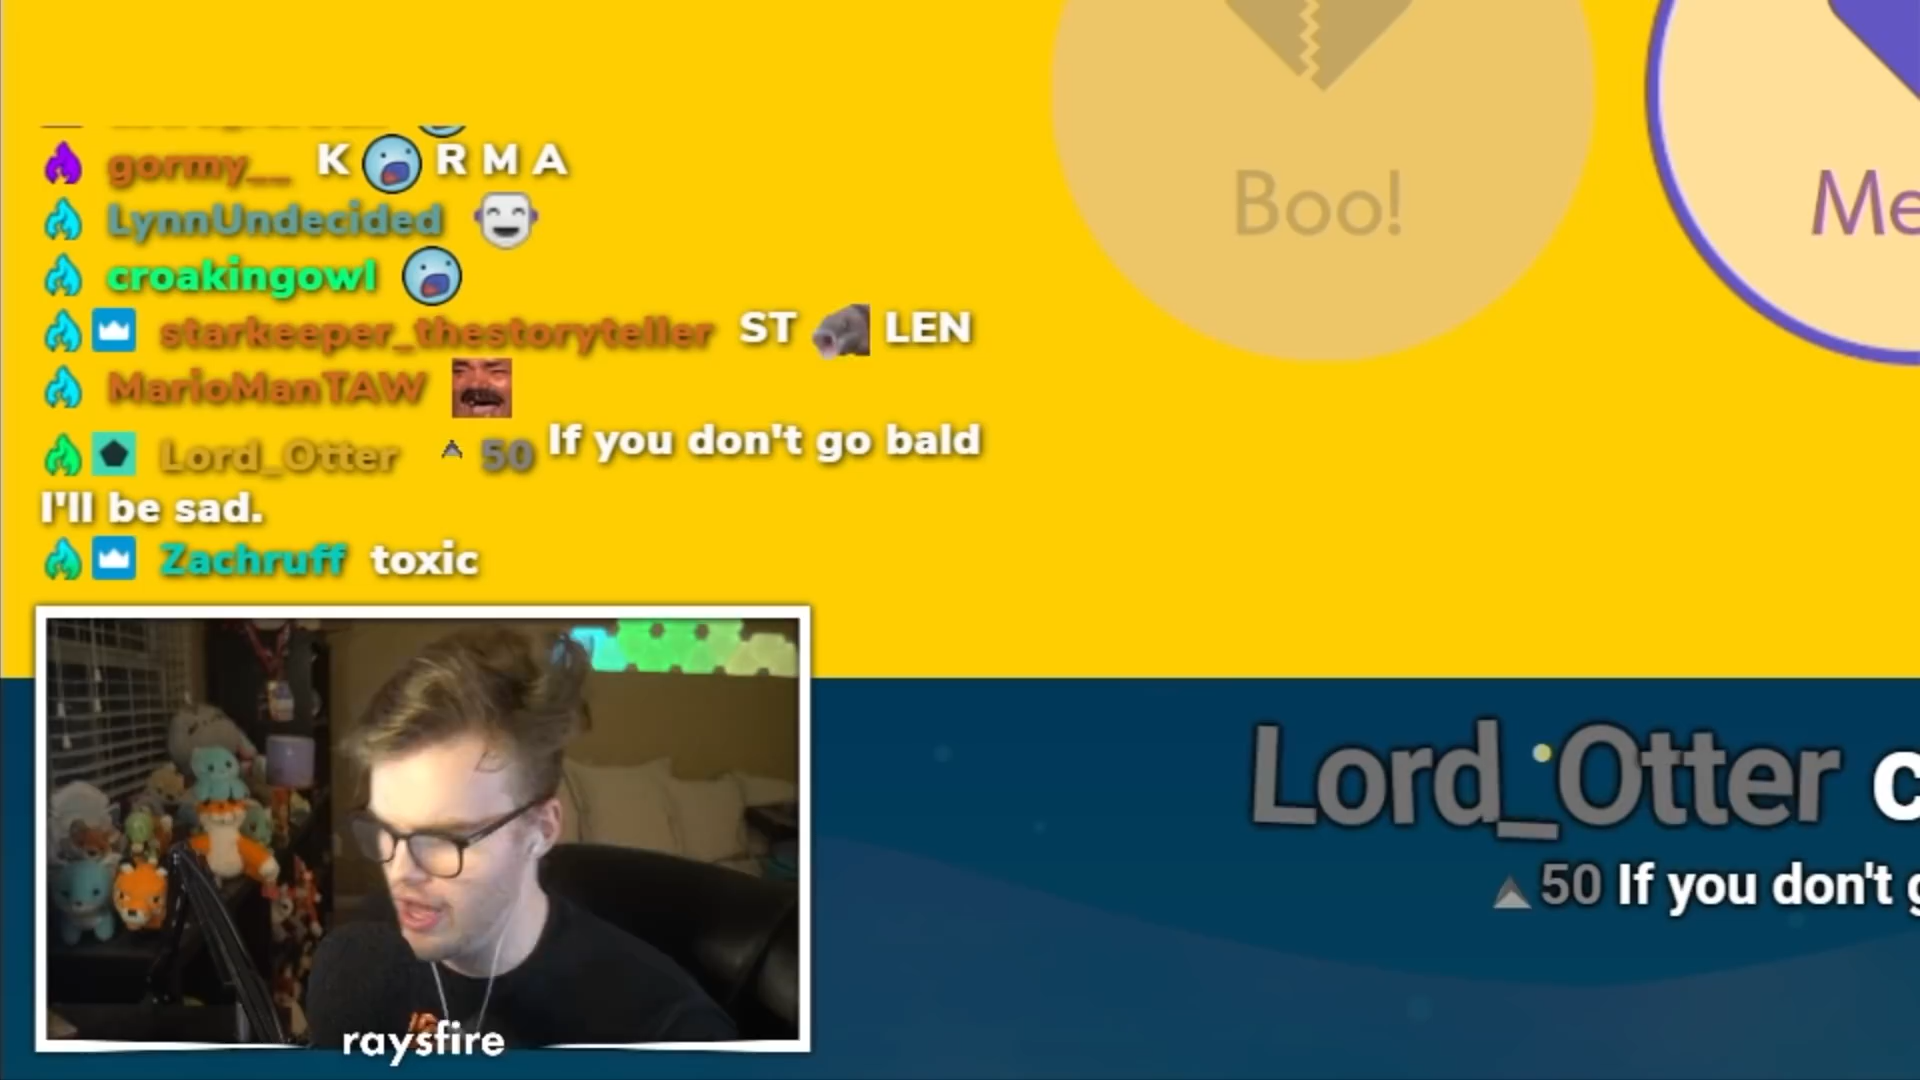 gormy__ K R M A
LynnUndecided
croakingowl
starkeeper_thestoryteller ST LEN
MarioManTAW
Lord_Otter 50 If you don't go bald
I'll be sad.
Zachruff toxic
Boo!
Me
Lord_Otter c
50 If you don't g
raysfire